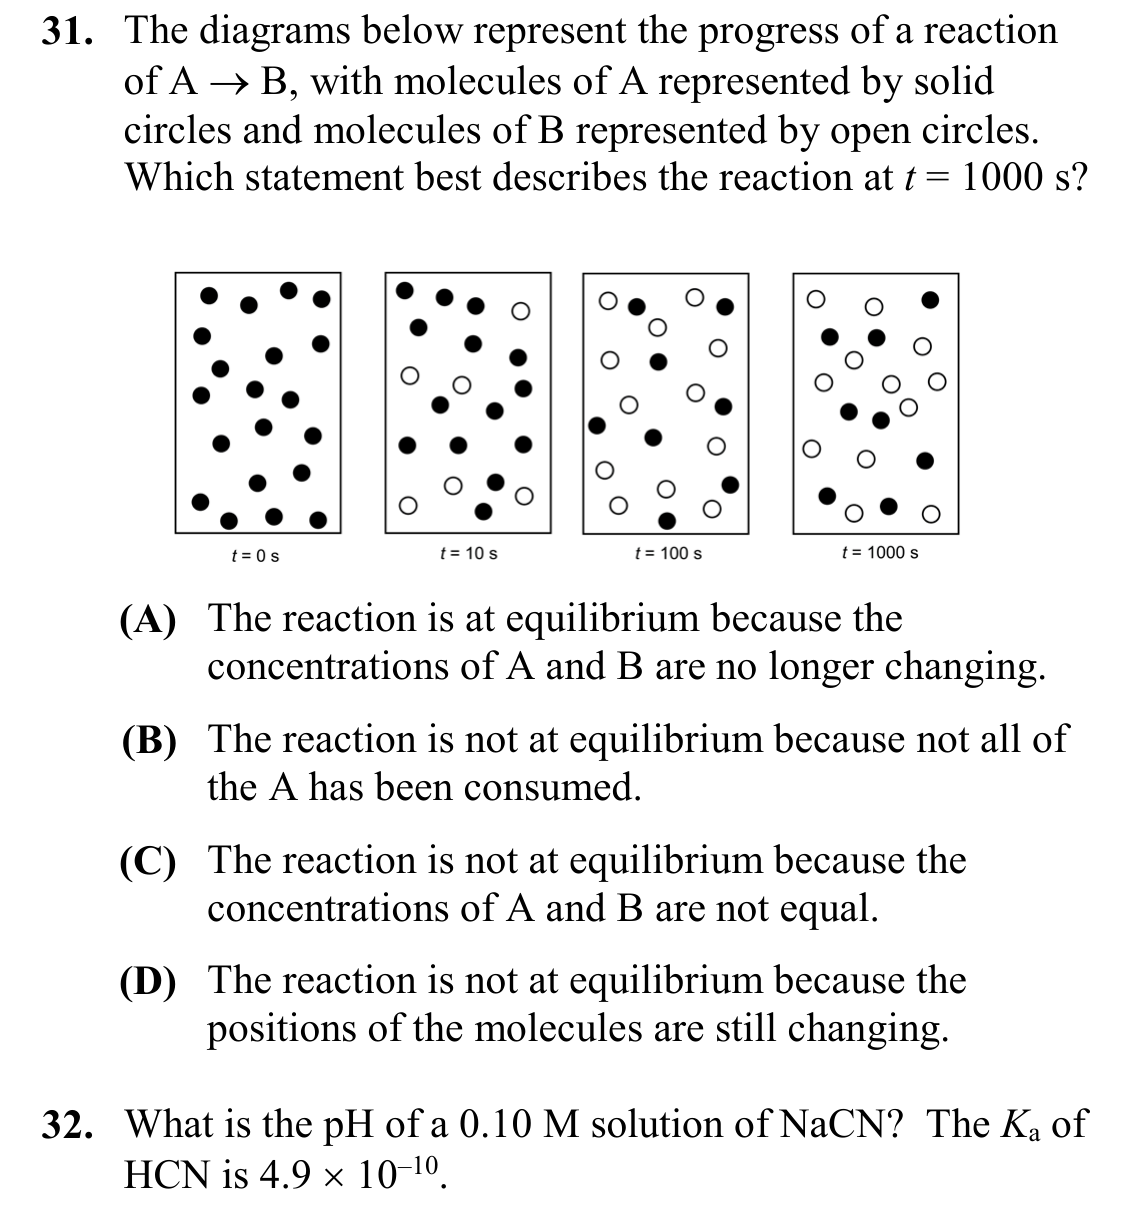 31. The diagrams below represent the progress of a reaction
of A → B, with molecules of A represented by solid
circles and molecules of B represented by open circles.
Which statement best describes the reaction at t = 1000 s?
t = 0 s
t = 10 s
t = 100 s
t = 1000 s
(A) The reaction is at equilibrium because the
concentrations of A and B are no longer changing.
(B) The reaction is not at equilibrium because not all of
the A has been consumed.
(C) The reaction is not at equilibrium because the
concentrations of A and B are not equal.
(D) The reaction is not at equilibrium because the
positions of the molecules are still changing.
32. What is the pH of a 0.10 M solution of NaCN? The Kₐ of
HCN is 4.9 × 10⁻¹⁰.